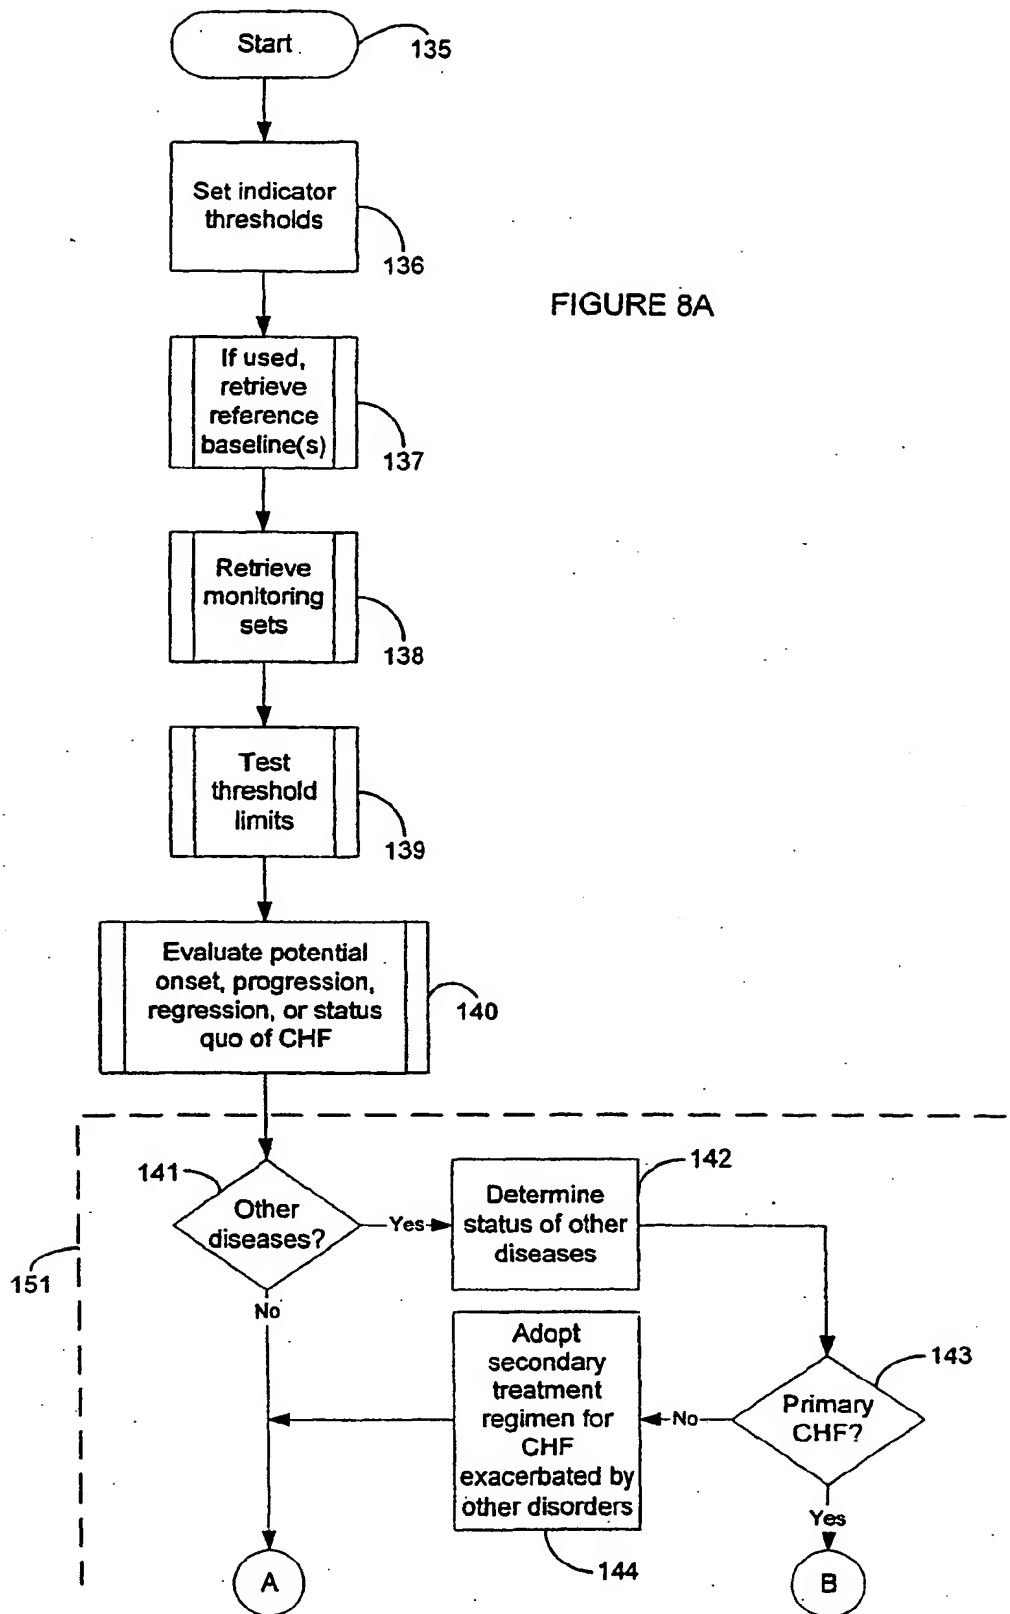 Start
135
Set indicator
thresholds
136
FIGURE 8A
If used,
retrieve
reference
baseline(s)
137
Retrieve
monitoring
sets
138
Test
threshold
limits
139
Evaluate potential
onset, progression,
regression, or status
quo of CHF
140
141
Other
diseases?
Yes
142
Determine
status of other
diseases
151
No
Adopt
secondary
treatment
regimen for
CHF
exacerbated by
other disorders
144
No
143
Primary
CHF?
Yes
A
B